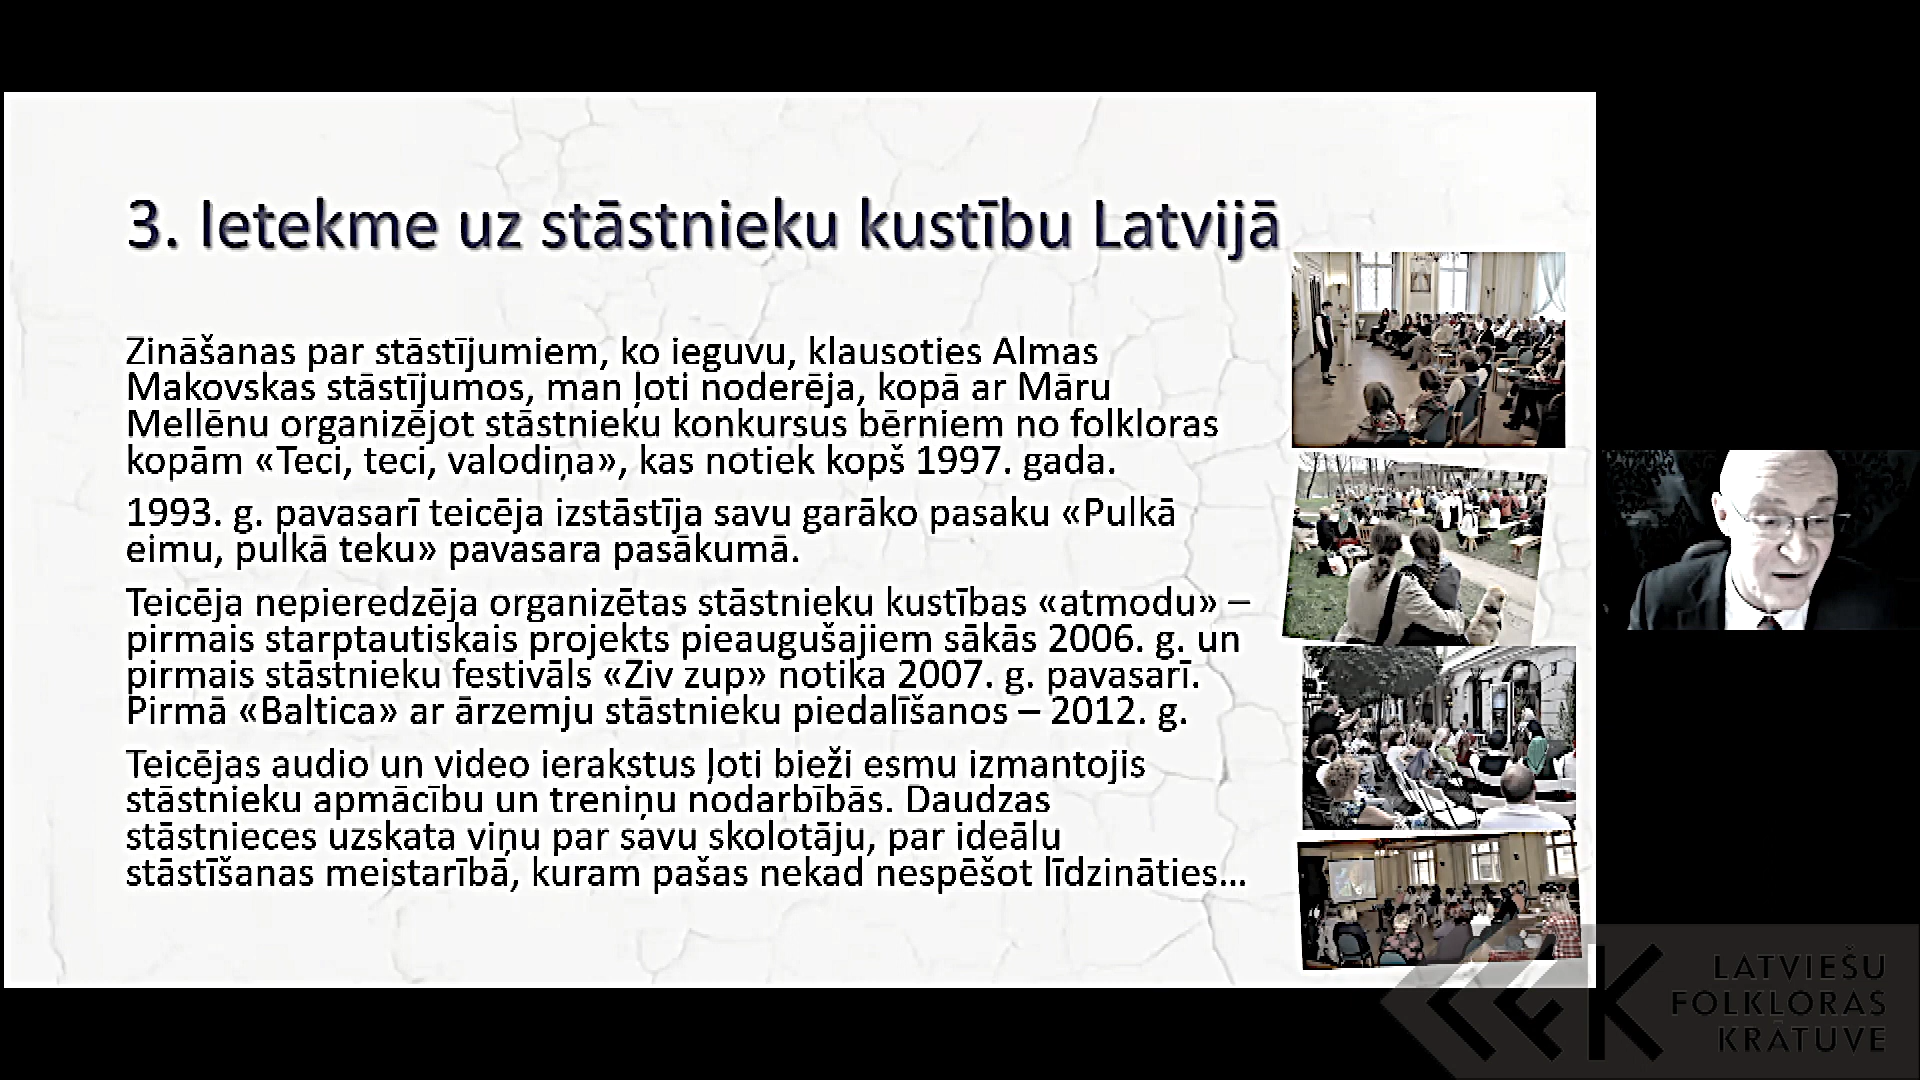 3. Ietekme uz stāstnieku kustību Latvijā
Zināšanas par stāstījumiem, ko ieguvu, klausoties Almas
Makovskas stāstījumos, man ļoti noderēja, kopā ar Māru
Mellēnu organizējot stāstnieku konkursus bērniem no folkloras
kopām «Teci, teci, valodiņa», kas notiek kopš 1997. gada.
1993. g. pavasarī teicēja izstāstīja savu garāko pasaku «Pulkā
eimu, pulkā teku» pavasara pasākumā.
Teicēja nepieredzēja organizētas stāstnieku kustības «atmodu» –
pirmais starptautiskais projekts pieaugušajiem sākās 2006. g. un
pirmais stāstnieku festivāls «Ziv zup» notika 2007. g. pavasarī.
Pirmā «Baltica» ar ārzemju stāstnieku piedalīšanos – 2012. g.
Teicējas audio un video ierakstus ļoti bieži esmu izmantojis
stāstnieku apmācību un treniņu nodarbībās. Daudzas
stāstnieces uzskata viņu par savu skolotāju, par ideālu
stāstīšanas meistarībā, kuram pašas nekad nespēšot līdzināties…
LFK
LATVIEŠU
FOLKLORAS
KRĀTUVE